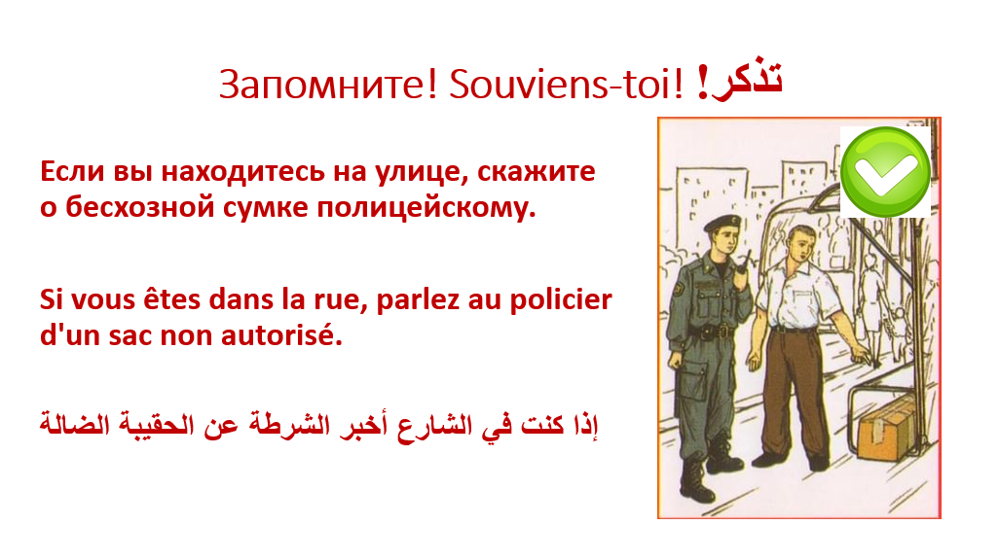 Запомните! Souviens-toi! تذكر!
Если вы находитесь на улице, скажите
о бесхозной сумке полицейскому.
Si vous êtes dans la rue, parlez au policier
d'un sac non autorisé.
إذا كنت في الشارع أخبر الشرطة عن الحقيبة الضالة